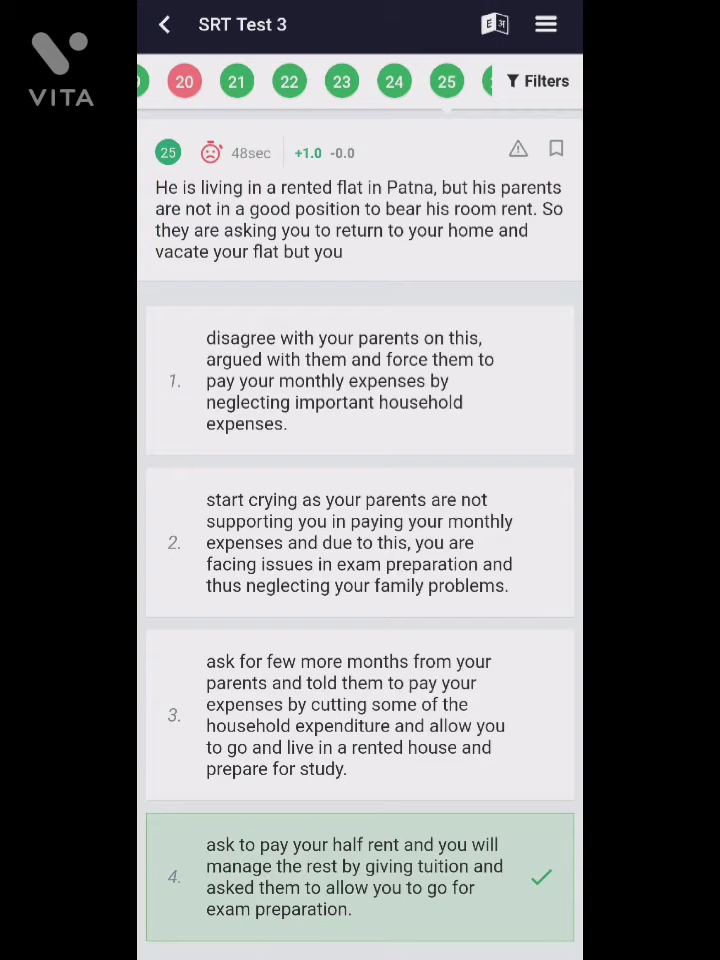 VITA
SRT Test 3
20
21
22
23
24
25
Filters
25
48sec
+1.0 -0.0
He is living in a rented flat in Patna, but his parents
are not in a good position to bear his room rent. So
they are asking you to return to your home and
vacate your flat but you
1.
disagree with your parents on this,
argued with them and force them to
pay your monthly expenses by
neglecting important household
expenses.
2.
start crying as your parents are not
supporting you in paying your monthly
expenses and due to this, you are
facing issues in exam preparation and
thus neglecting your family problems.
3.
ask for few more months from your
parents and told them to pay your
expenses by cutting some of the
household expenditure and allow you
to go and live in a rented house and
prepare for study.
4.
ask to pay your half rent and you will
manage the rest by giving tuition and
asked them to allow you to go for
exam preparation.